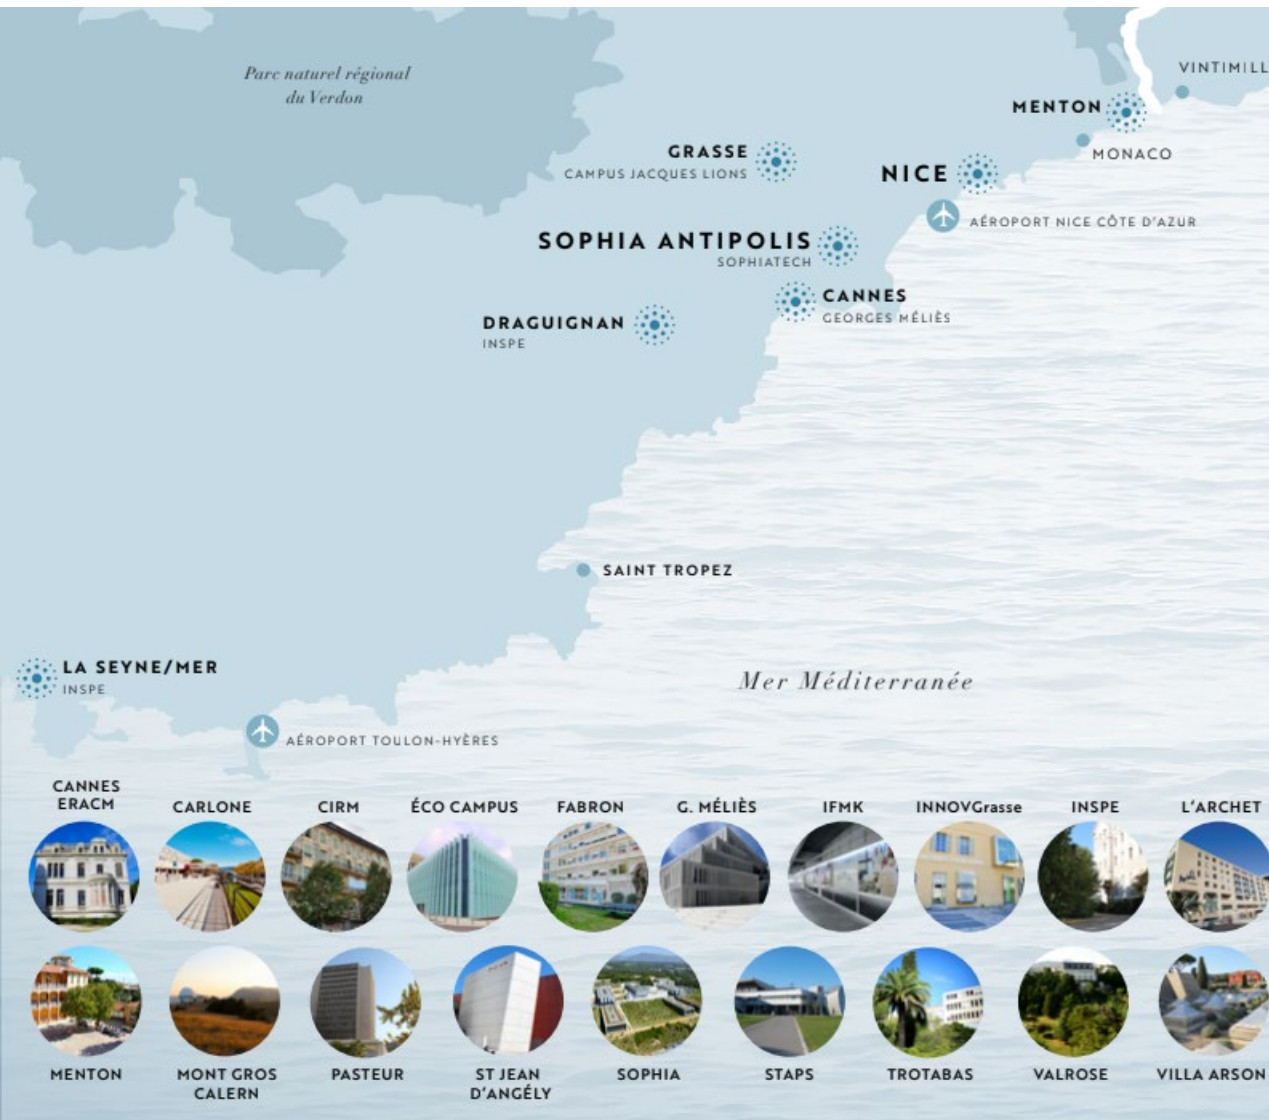 Parc naturel régional
du Verdon
VINTIMILL
MENTON
MONACO
GRASSE
CAMPUS JACQUES LIONS
NICE
AÉROPORT NICE CÔTE D'AZUR
SOPHIA ANTIPOLIS
SOPHIATECH
CANNES
GEORGES MÉLIÈS
DRAGUIGNAN
INSPE
SAINT TROPEZ
LA SEYNE/MER
INSPE
Mer Méditerranée
AÉROPORT TOULON-HYÈRES
CANNES
ERACM
CARLONE
CIRM
ÉCO CAMPUS
FABRON
G. MÉLIÈS
IFMK
INNOVGrasse
INSPE
L'ARCHET
MENTON
MONT GROS
CALERN
PASTEUR
ST JEAN
D'ANGÉLY
SOPHIA
STAPS
TROTABAS
VALROSE
VILLA ARSON